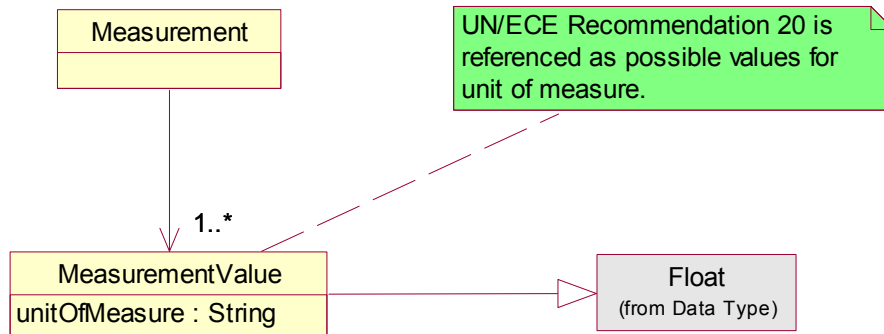 Measurement
UN/ECE Recommendation 20 is
referenced as possible values for
unit of measure.
1..*
MeasurementValue
unitOfMeasure : String
Float
(from Data Type)